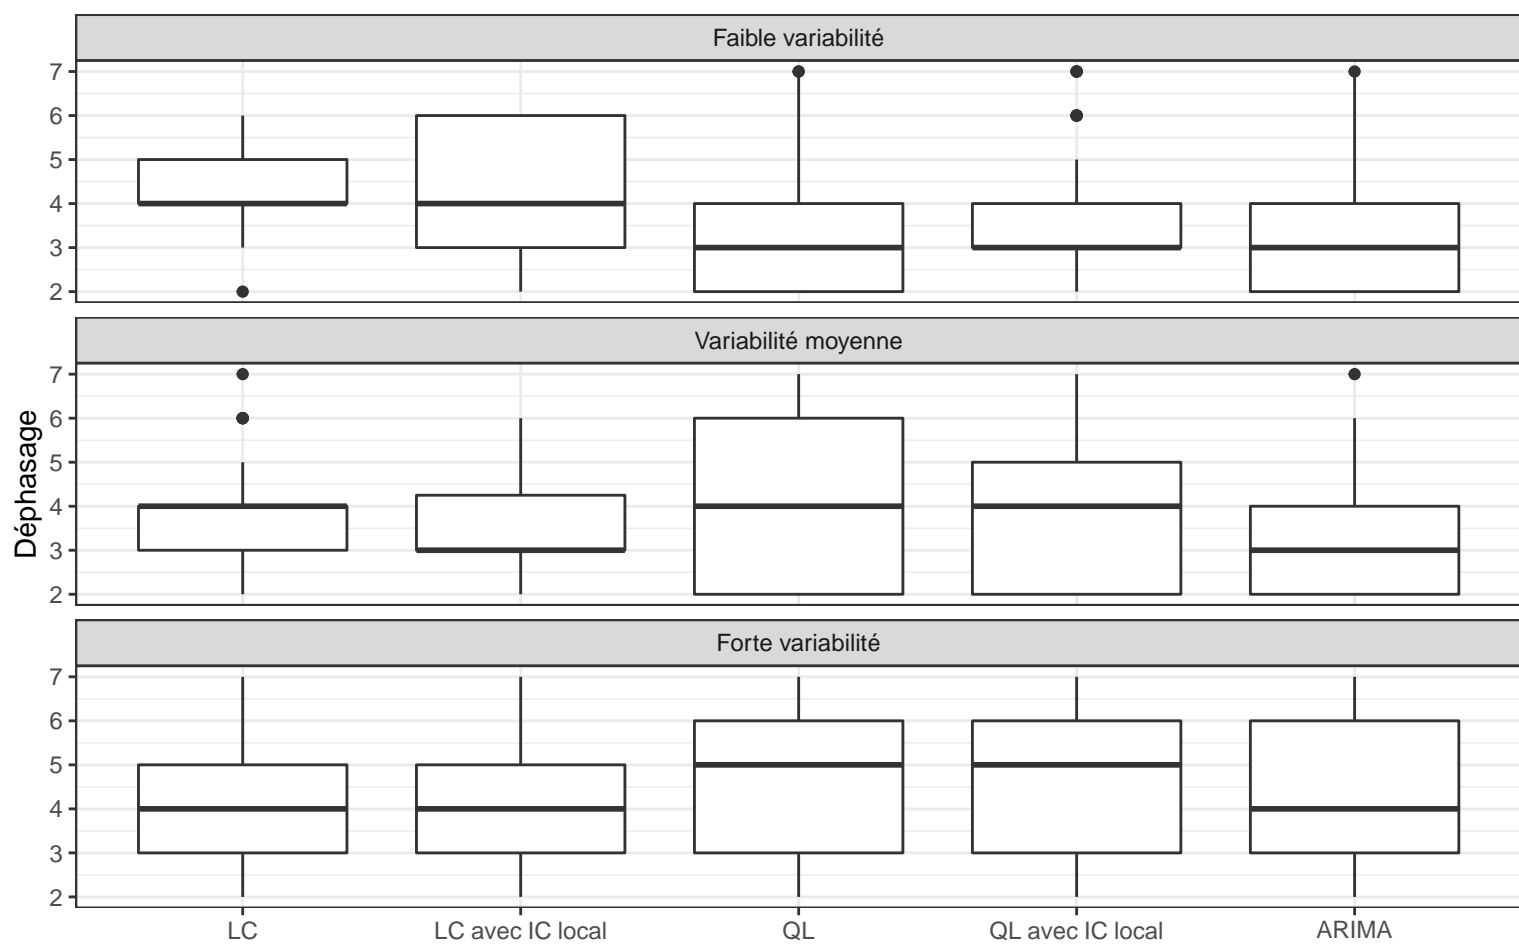 Faible variabilité
7
6
5
4
3
2
Variabilité moyenne
7
6
5
4
3
2
Déphasage
Forte variabilité
7
6
5
4
3
2
LC
LC avec IC local
QL
QL avec IC local
ARIMA